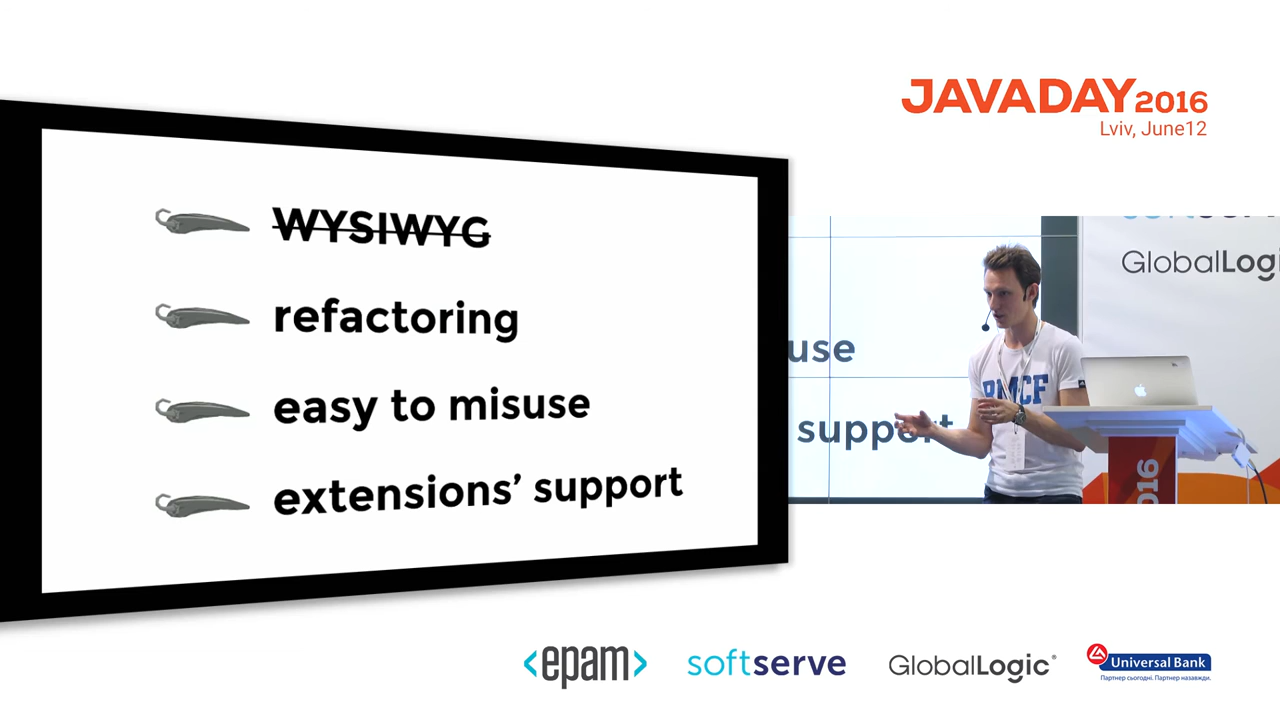 JAVADAY2016
Lviv, June12
WYSIWYG
refactoring
easy to misuse
extensions' support
GlobalLogi
use
support
016
<epam>
softserve
GlobalLogic®
Universal Bank
Партнер сьогодні. Партнер назавжди.